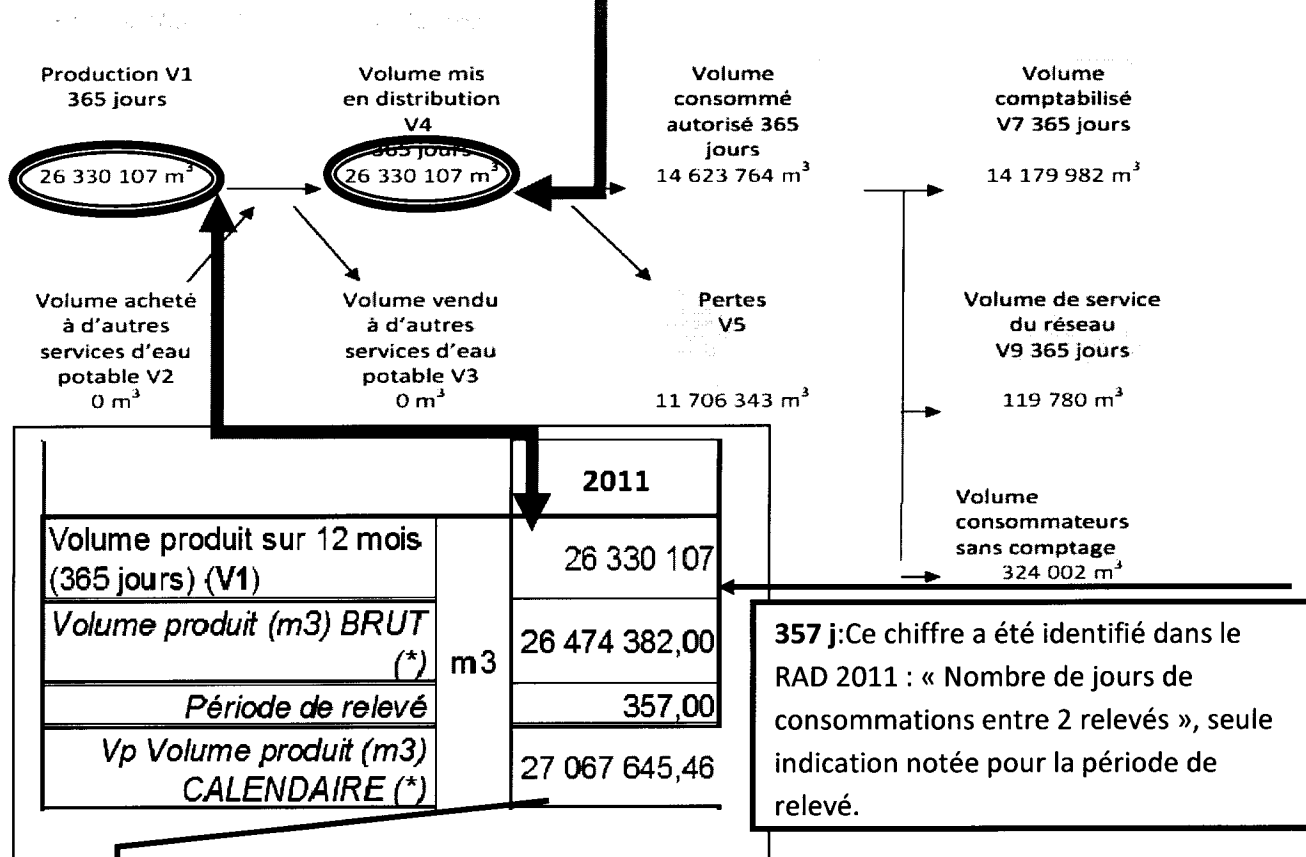 Production V1
365 jours
26 330 107 m³
Volume mis
en distribution
V4
365 jours
26 330 107 m³
Volume
consommé
autorisé 365
jours
14 623 764 m³
Volume
comptabilisé
V7 365 jours
14 179 982 m³
Volume acheté
à d'autres
services d'eau
potable V2
0 m³
Volume vendu
à d'autres
services d'eau
potable V3
0 m³
Pertes
V5
11 706 343 m³
Volume de service
du réseau
V9 365 jours
119 780 m³
Volume
consommateurs
sans comptage
324 002 m³
2011
Volume produit sur 12 mois
(365 jours) (V1)
26 330 107
Volume produit (m3) BRUT
(*)
m3
26 474 382,00
Période de relevé
357,00
Vp Volume produit (m3)
CALENDAIRE (*)
27 067 645,46
357 j:Ce chiffre a été identifié dans le
RAD 2011 : « Nombre de jours de
consommations entre 2 relevés », seule
indication notée pour la période de
relevé.